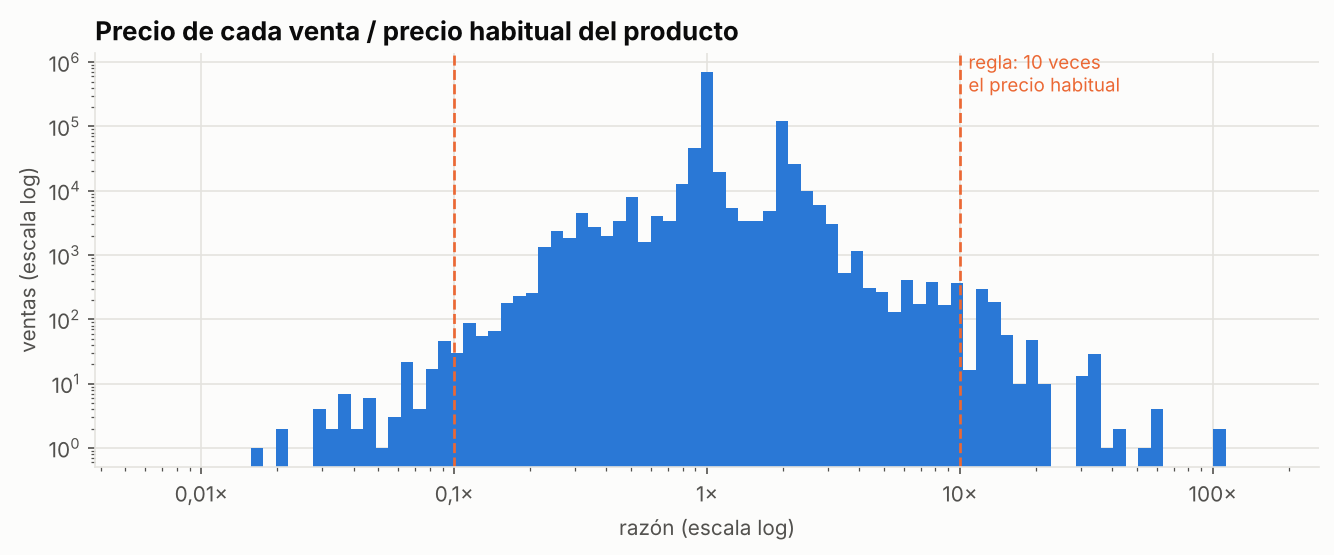 Precio de cada venta / precio habitual del producto
regla: 10 veces
el precio habitual
ventas (escala log)
10⁶
10⁵
10⁴
10³
10²
10¹
10⁰
0,01× 0,1× 1× 10× 100×
razón (escala log)